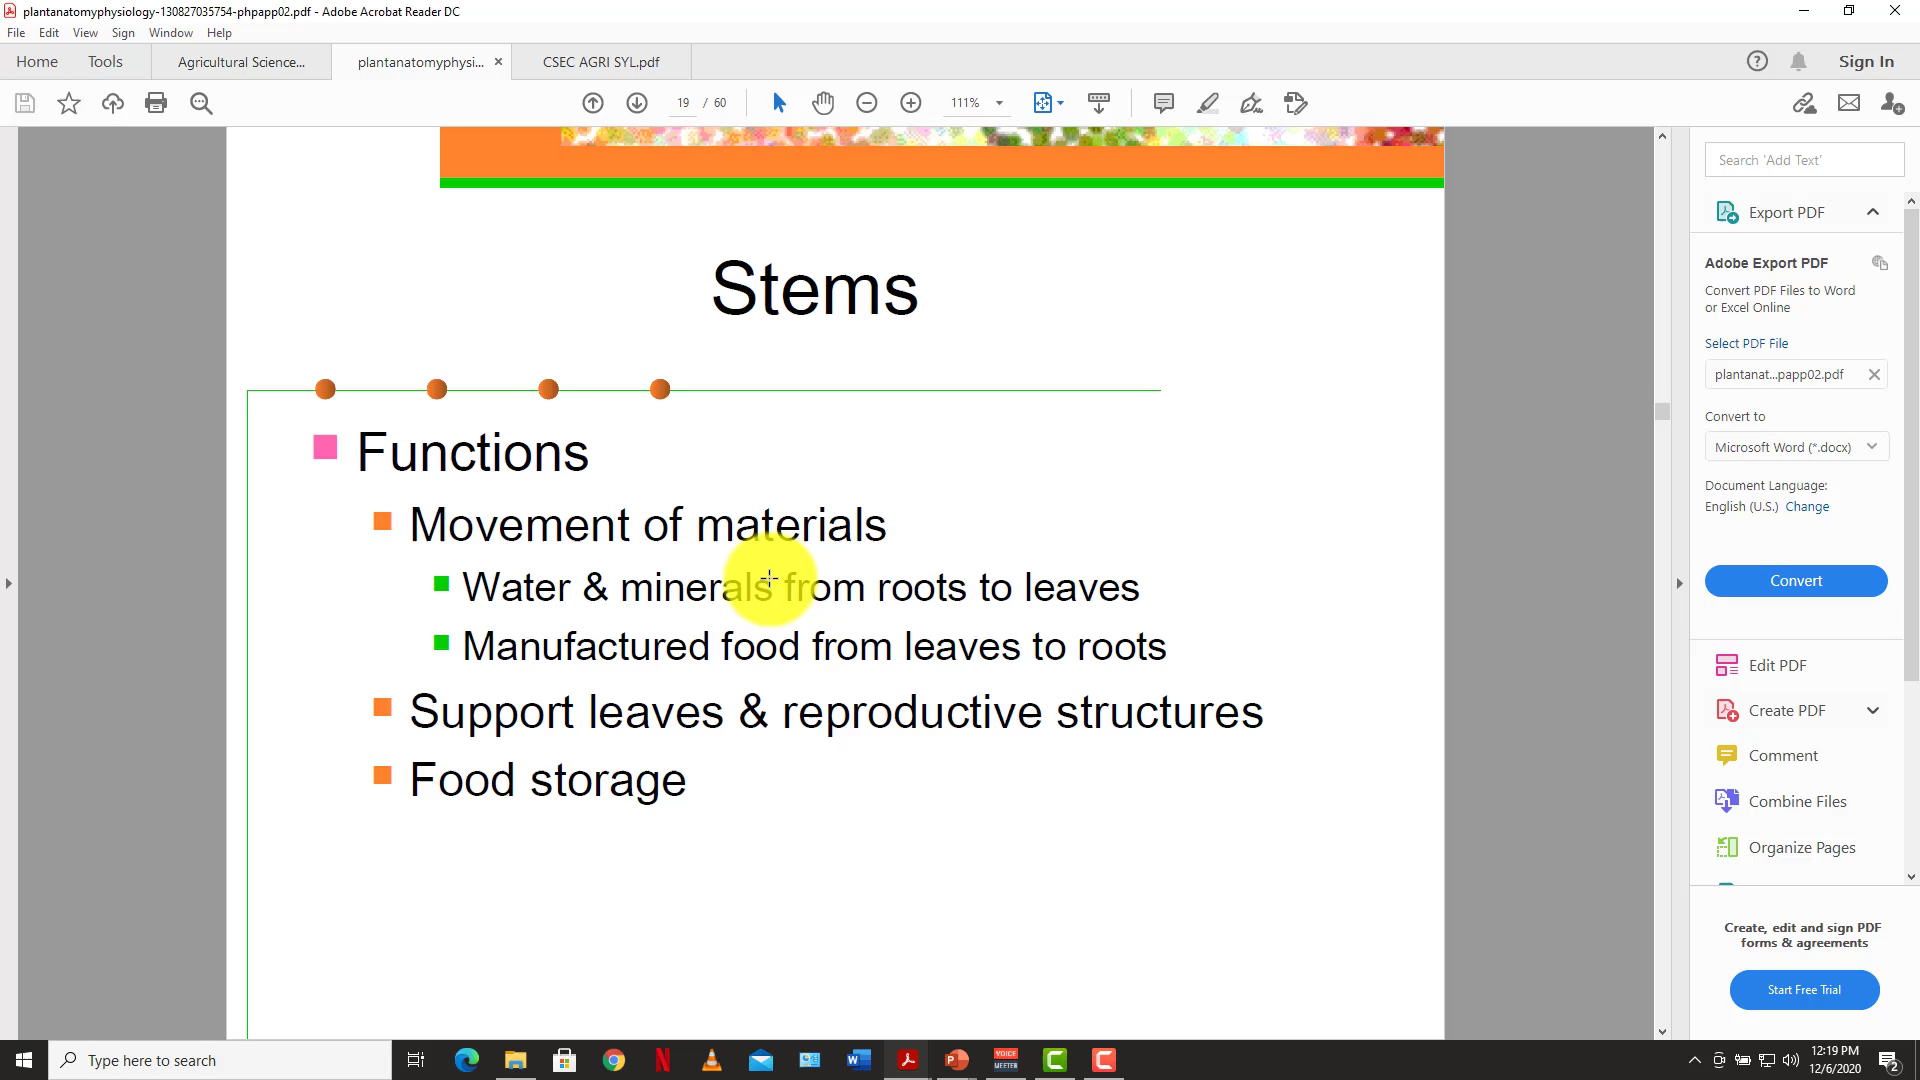 plantanatomyphysiology-130827035754-phpapp02.pdf - Adobe Acrobat Reader DC
File Edit View Sign Window Help
Home Tools Agricultural Science... plantanatomyphysi... CSEC AGRI SYL.pdf Sign In
19 / 60 111%
Search 'Add Text'
Export PDF
Adobe Export PDF
Convert PDF Files to Word
or Excel Online
Select PDF File
plantanat...papp02.pdf
Convert to
Microsoft Word (*.docx)
Document Language:
English (U.S.) Change
Convert
Edit PDF
Create PDF
Comment
Combine Files
Organize Pages
Create, edit and sign PDF
forms & agreements
Start Free Trial
Stems
Functions
Movement of materials
Water & minerals from roots to leaves
Manufactured food from leaves to roots
Support leaves & reproductive structures
Food storage
Type here to search
VOICE
MEETER
12:19 PM
12/6/2020
2